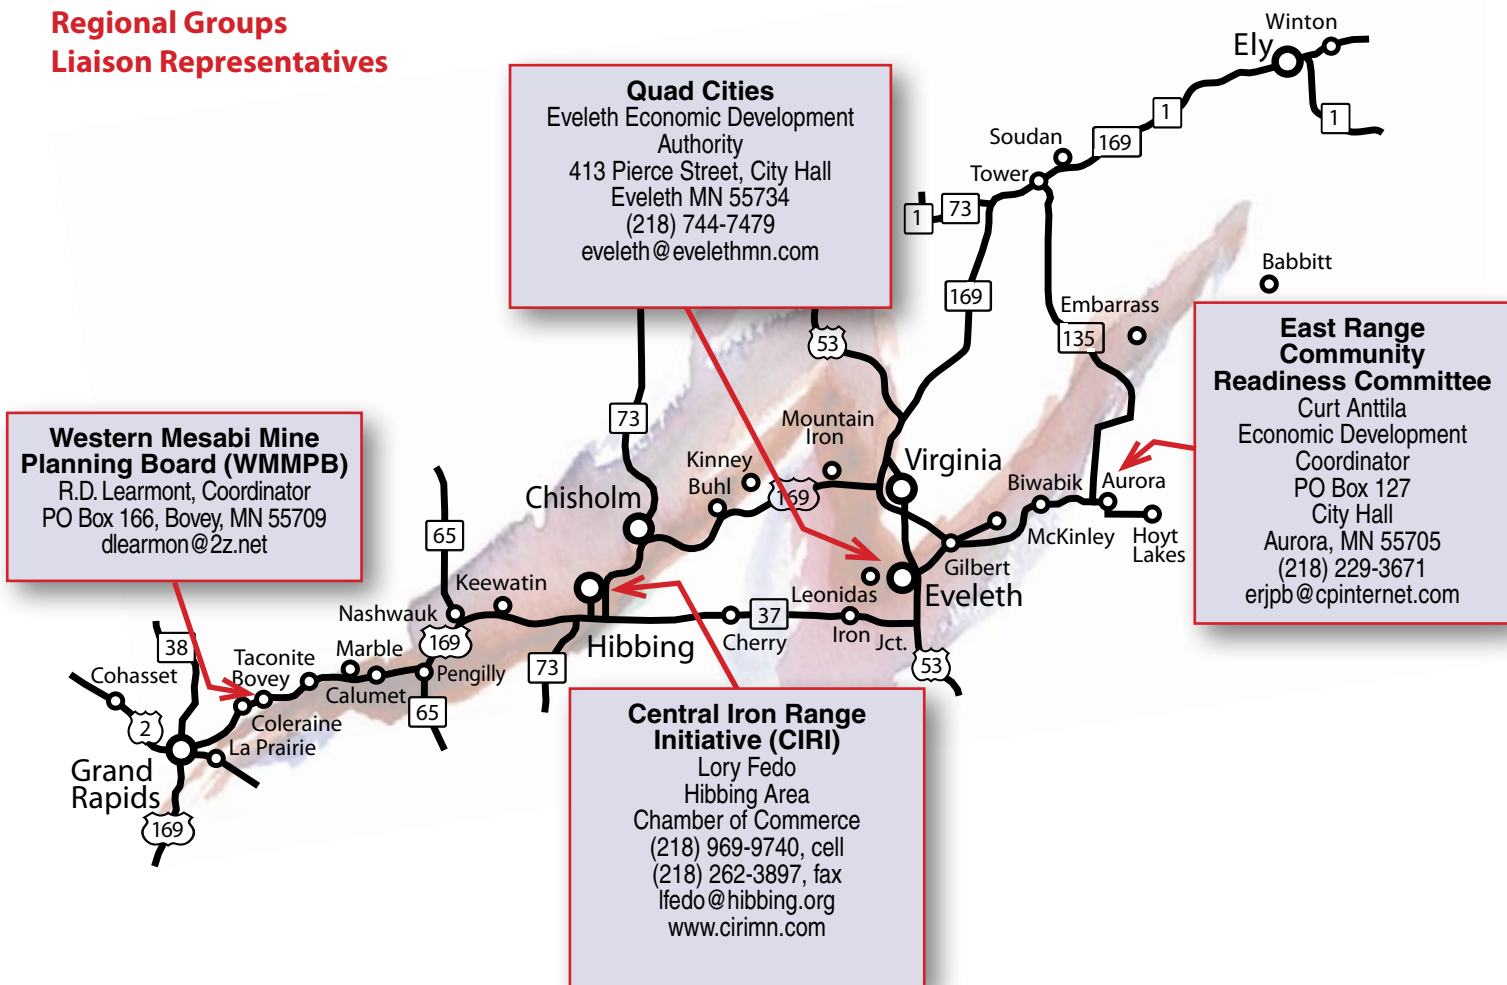 Regional Groups
Liaison Representatives
Quad Cities
Eveleth Economic Development
Authority
413 Pierce Street, City Hall
Eveleth MN 55734
(218) 744-7479
eveleth@evelethmn.com
Winton
Ely
1
1
169
Soudan
Tower
1
73
169
Babbitt
Embarrass
135
53
East Range
Community
Readiness Committee
Curt Anttila
Economic Development
Coordinator
PO Box 127
City Hall
Aurora, MN 55705
(218) 229-3671
erjpb@cpinternet.com
Western Mesabi Mine
Planning Board (WMMPB)
R.D. Learmont, Coordinator
PO Box 166, Bovey, MN 55709
dlearmon@2z.net
73
Mountain
Iron
Kinney
Buhl
169
Virginia
Chisholm
Biwabik
Aurora
McKinley
Hoyt
Lakes
Gilbert
65
Keewatin
Nashwauk
169
Hibbing
Leonidas
Eveleth
Cherry
37
Iron
Jct.
53
73
38
Cohasset
Taconite
Bovey
Marble
Calumet
Pengilly
65
2
Coleraine
La Prairie
Grand
Rapids
169
Central Iron Range
Initiative (CIRI)
Lory Fedo
Hibbing Area
Chamber of Commerce
(218) 969-9740, cell
(218) 262-3897, fax
lfedo@hibbing.org
www.cirimn.com